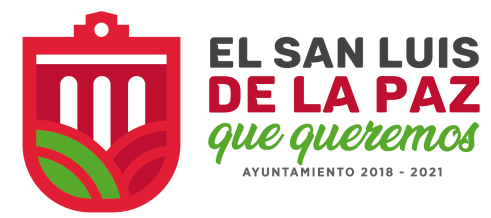 EL SAN LUIS
DE LA PAZ
que queremos
AYUNTAMIENTO 2018 - 2021